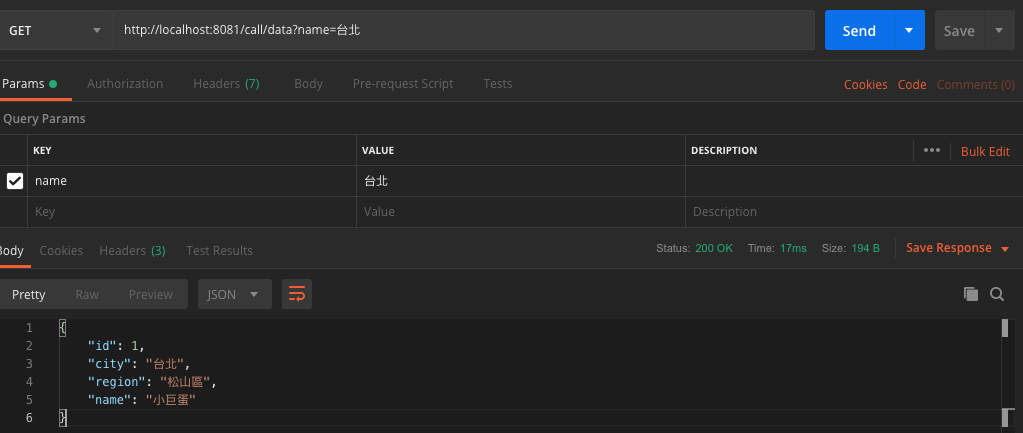 GET http://localhost:8081/call/data?name=台北 Send Save
Params Authorization Headers (7) Body Pre-request Script Tests Cookies Code Comments (0)
Query Params
KEY VALUE DESCRIPTION ••• Bulk Edit
name 台北
Key Value Description
Body Cookies Headers (3) Test Results Status: 200 OK Time: 17ms Size: 194 B Save Response
Pretty Raw Preview JSON
1 {
2 "id": 1,
3 "city": "台北",
4 "region": "松山區",
5 "name": "小巨蛋"
6 }